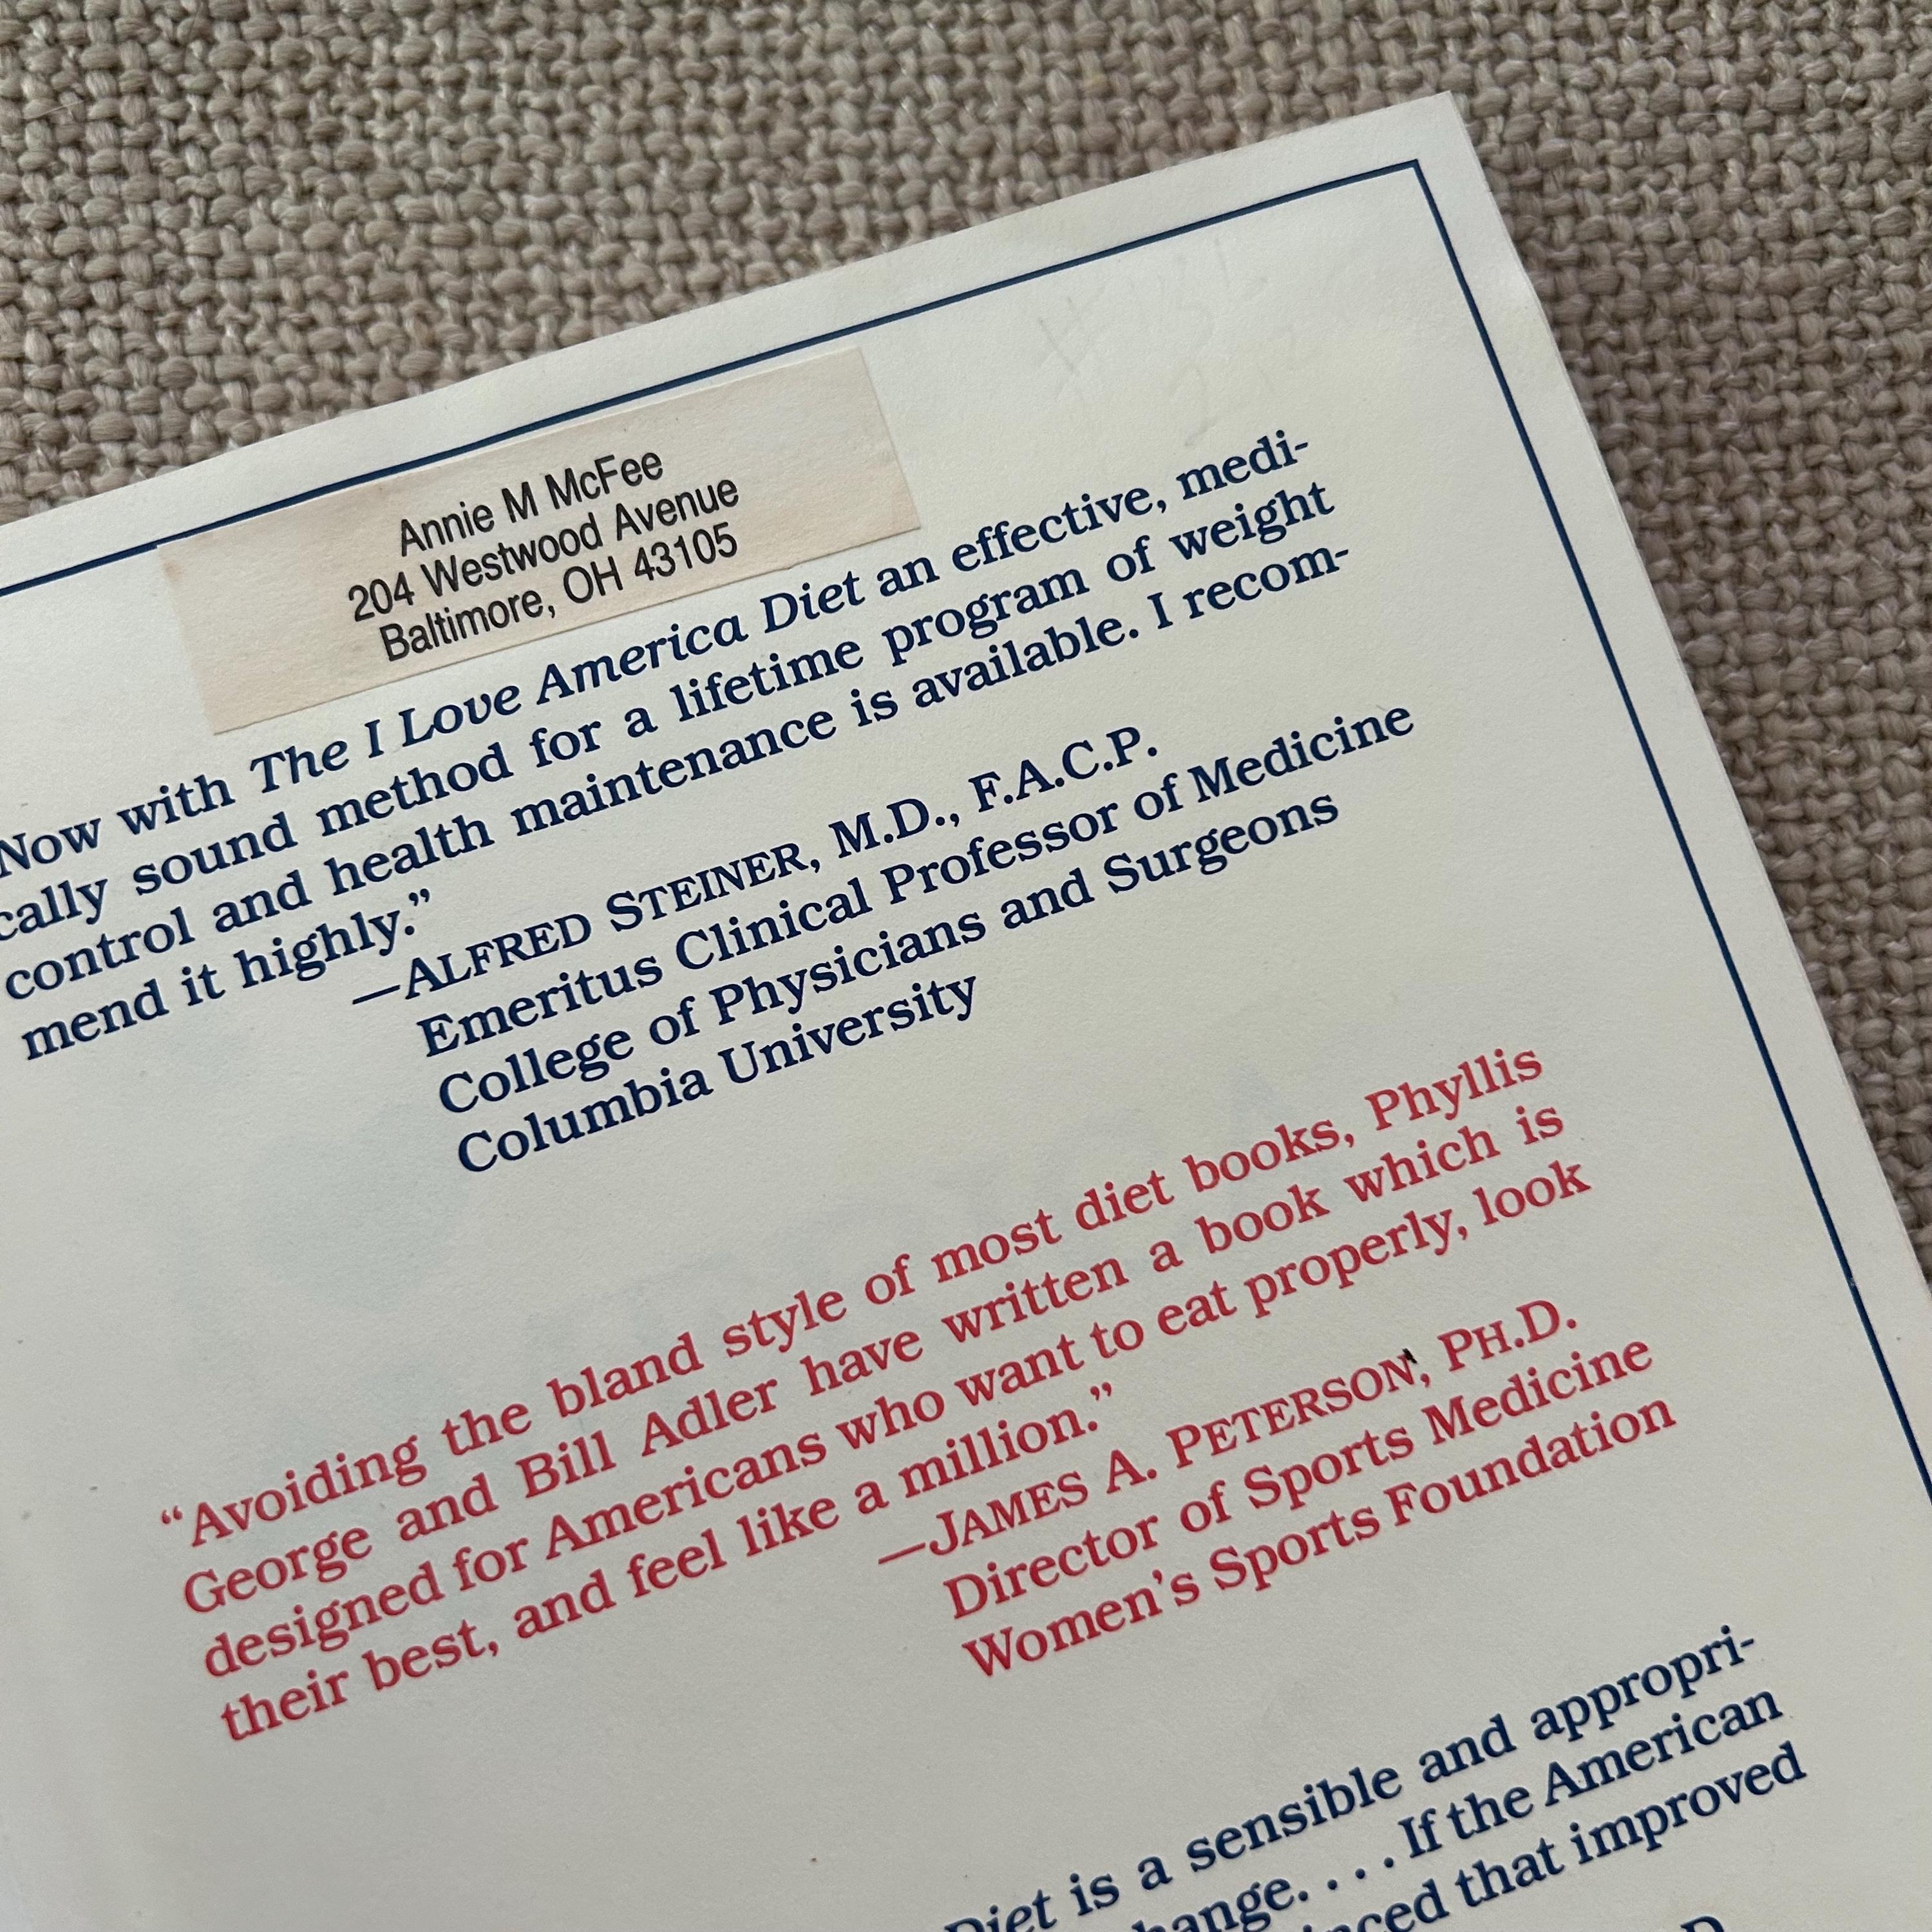 Annie M McFee
204 Westwood Avenue
Baltimore, OH 43105
Now with The I Love America Diet an effective, medi-
cally sound method for a lifetime program of weight
control and health maintenance is available. I recom-
mend it highly.”
—ALFRED STEINER, M.D., F.A.C.P.
Emeritus Clinical Professor of Medicine
College of Physicians and Surgeons
Columbia University
“Avoiding the bland style of most diet books, Phyllis
George and Bill Adler have written a book which is
designed for Americans who want to eat properly, look
their best, and feel like a million.”
—JAMES A. PETERSON, PH.D.
Director of Sports Medicine
Women’s Sports Foundation
Diet is a sensible and appropri-
hange. . . . If the American
nced that improved